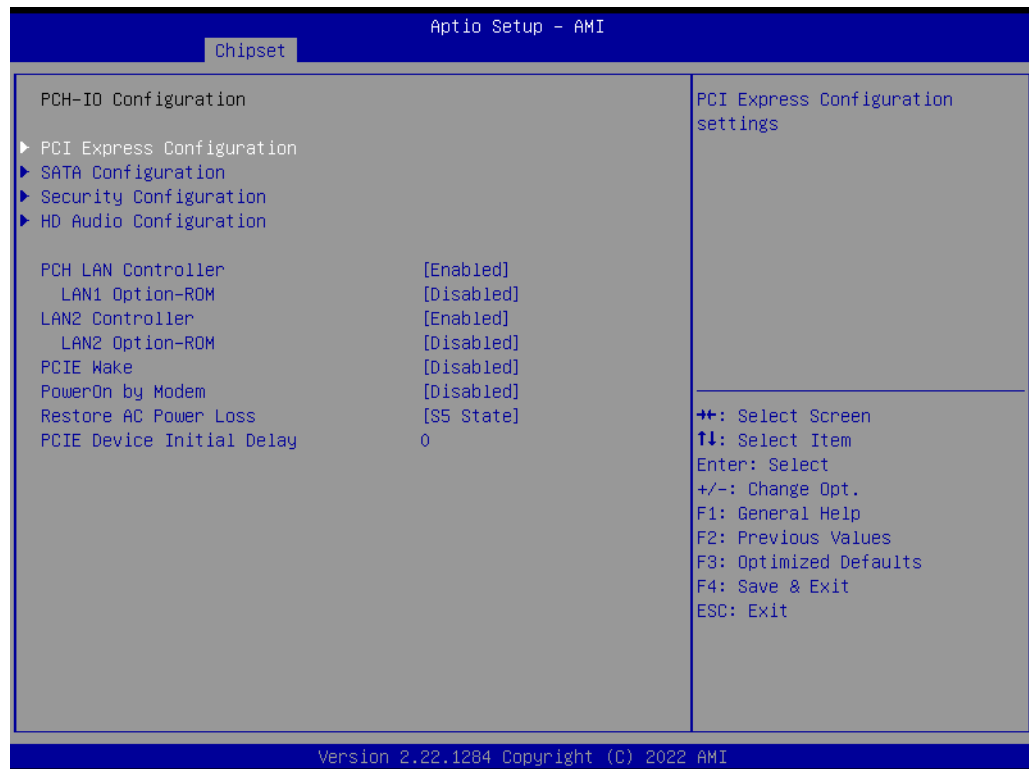 Aptio Setup – AMI
Chipset
PCH-IO Configuration
▶ PCI Express Configuration
▶ SATA Configuration
▶ Security Configuration
▶ HD Audio Configuration
PCH LAN Controller [Enabled]
LAN1 Option-ROM [Disabled]
LAN2 Controller [Enabled]
LAN2 Option-ROM [Disabled]
PCIE Wake [Disabled]
PowerOn by Modem [Disabled]
Restore AC Power Loss [S5 State]
PCIE Device Initial Delay 0
PCI Express Configuration
settings
→←: Select Screen
↑↓: Select Item
Enter: Select
+/-: Change Opt.
F1: General Help
F2: Previous Values
F3: Optimized Defaults
F4: Save & Exit
ESC: Exit
Version 2.22.1284 Copyright (C) 2022 AMI